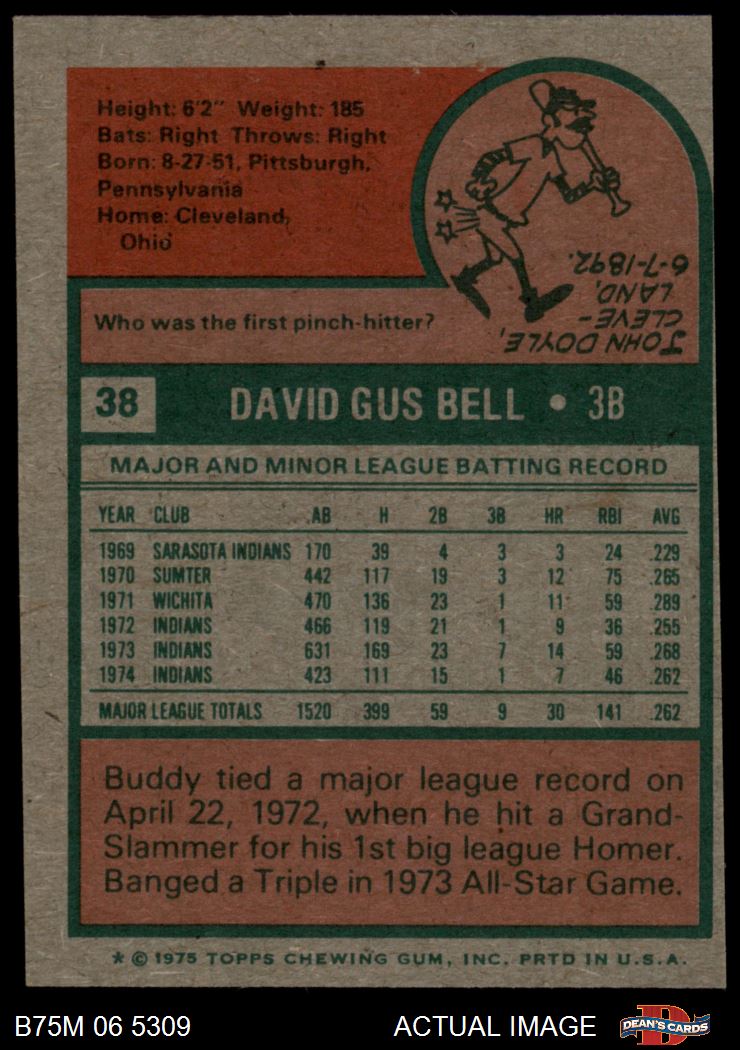 Height: 6'2" Weight: 185
Bats: Right Throws: Right
Born: 8-27-51, Pittsburgh,
Pennsylvania
Home: Cleveland,
Ohio
Who was the first pinch-hitter?
JOHN DOYLE,
CLEVE-
LAND,
6-7-1892.
38 DAVID GUS BELL • 3B
MAJOR AND MINOR LEAGUE BATTING RECORD
YEAR CLUB AB H 2B 3B HR RBI AVG
1969 SARASOTA INDIANS 170 39 4 3 3 24 .229
1970 SUMTER 442 117 19 3 12 75 .265
1971 WICHITA 470 136 23 1 11 59 .289
1972 INDIANS 466 119 21 1 9 36 .255
1973 INDIANS 631 169 23 7 14 59 .268
1974 INDIANS 423 111 15 1 7 46 .262
MAJOR LEAGUE TOTALS 1520 399 59 9 30 141 .262
Buddy tied a major league record on
April 22, 1972, when he hit a Grand-
Slammer for his 1st big league Homer.
Banged a Triple in 1973 All-Star Game.
* © 1975 TOPPS CHEWING GUM, INC. PRTD IN U.S.A.
B75M 06 5309 ACTUAL IMAGE D DEAN'S CARDS